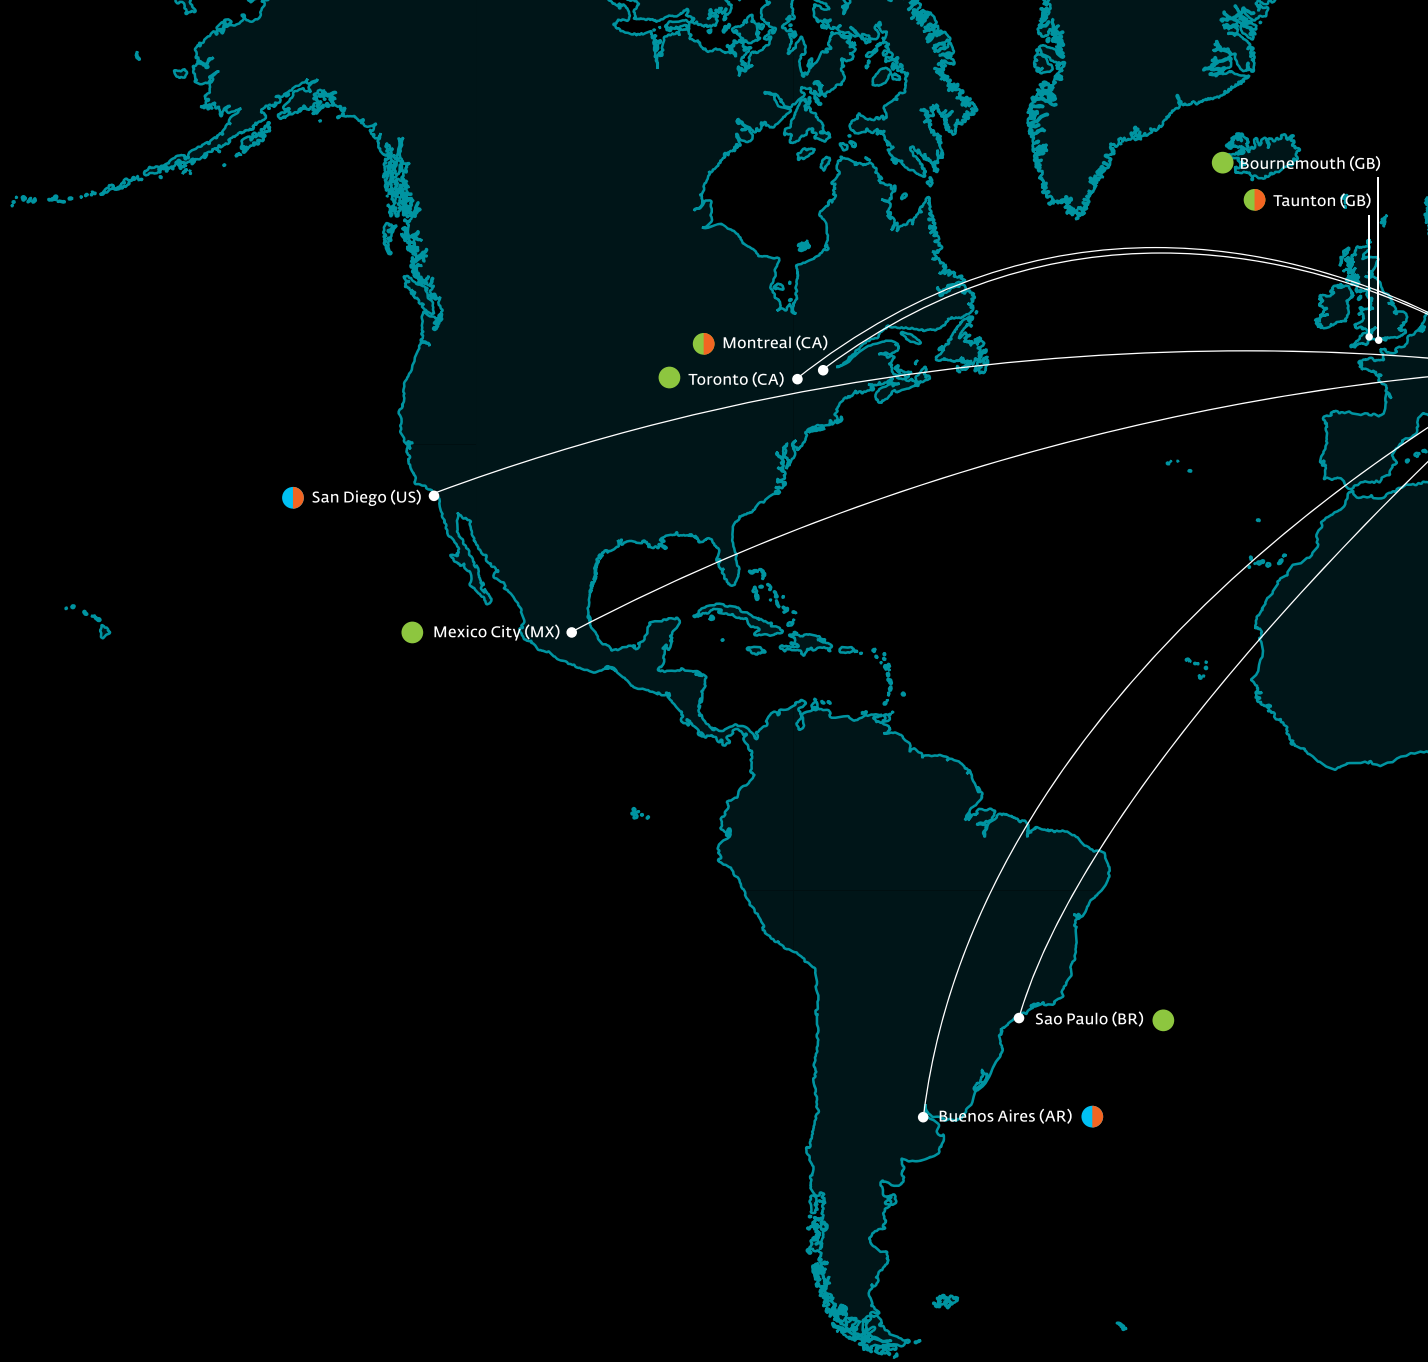 Bournemouth (GB)
Taunton (GB)
Montreal (CA)
Toronto (CA)
San Diego (US)
Mexico City (MX)
Sao Paulo (BR)
Buenos Aires (AR)